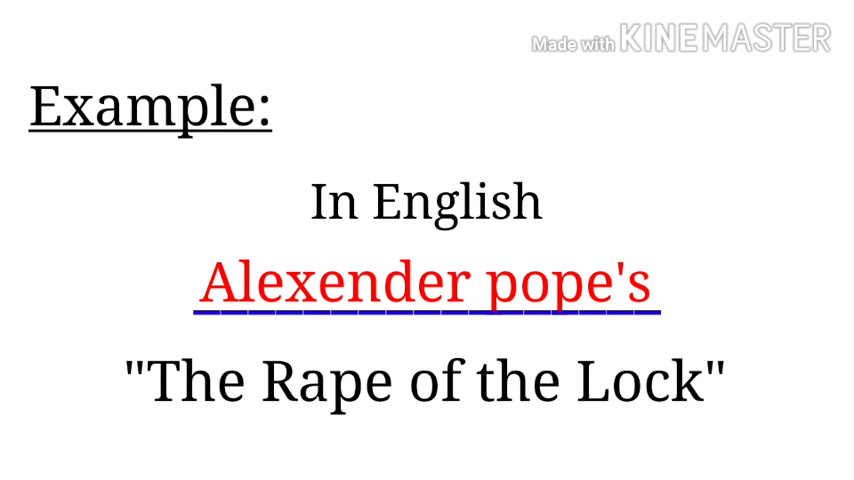 Made with KINEMASTER
Example:
In English
Alexender pope's
"The Rape of the Lock"